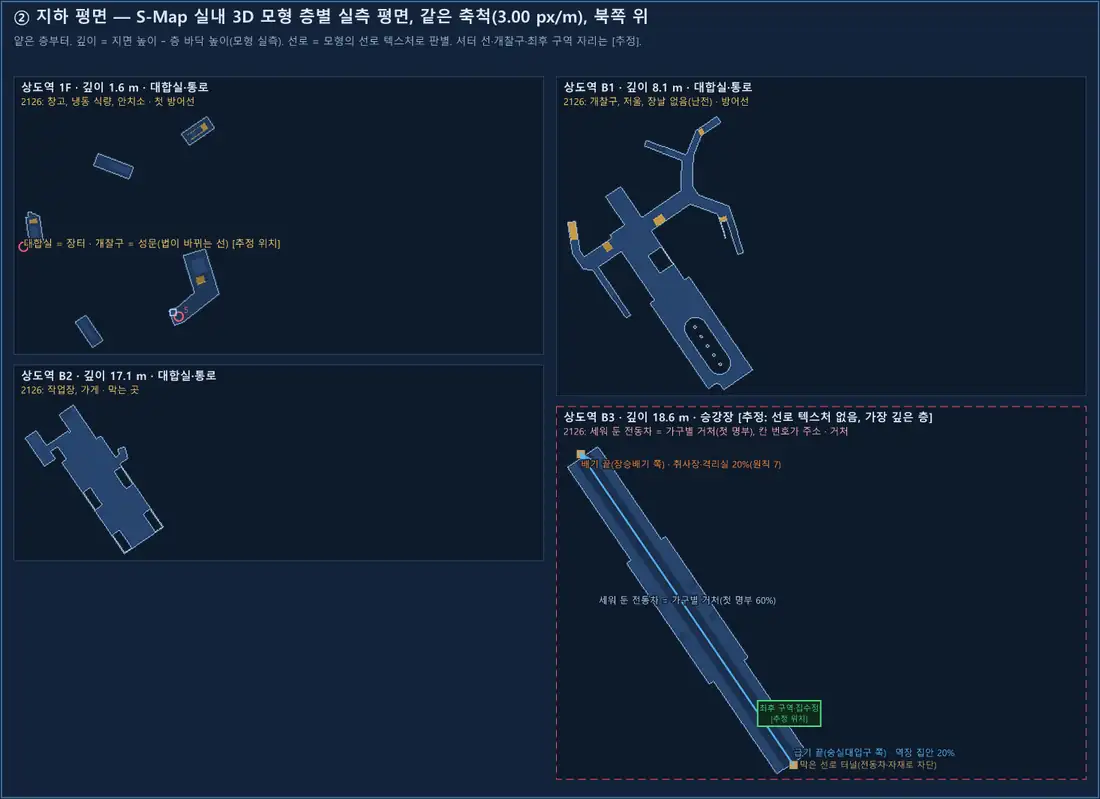 ② 지하 평면 — S-Map 실내 3D 모형 층별 실측 평면, 같은 축척(3.00 px/m), 북쪽 위
얕은 층부터. 깊이 = 지면 높이 − 층 바닥 높이(모형 실측). 선로 = 모형의 선로 텍스처로 판별. 셔터 선·개찰구·최후 구역 자리는 [추정].
상도역 1F · 깊이 1.6 m · 대합실·통로
2126: 창고, 냉동 식량, 안치소 · 첫 방어선
대합실 = 장터 · 개찰구 = 성문(법이 바뀌는 선) [추정 위치]
5
상도역 B1 · 깊이 8.1 m · 대합실·통로
2126: 개찰구, 저울, 장날 없음(난전) · 방어선
상도역 B2 · 깊이 17.1 m · 대합실·통로
2126: 작업장, 가게 · 막는 곳
상도역 B3 · 깊이 18.6 m · 승강장 [추정: 선로 텍스처 없음, 가장 깊은 층]
2126: 세워 둔 전동차 = 가구별 거처(첫 명부), 칸 번호가 주소 · 거처
배기 끝(장승배기 쪽) · 취사장·격리실 20%(원칙 7)
세워 둔 전동차 = 가구별 거처(첫 명부 60%)
최후 구역·집수정
[추정 위치]
급기 끝(숭실대입구 쪽) · 역장 집안 20%
막은 선로 터널(전동차·자재로 차단)